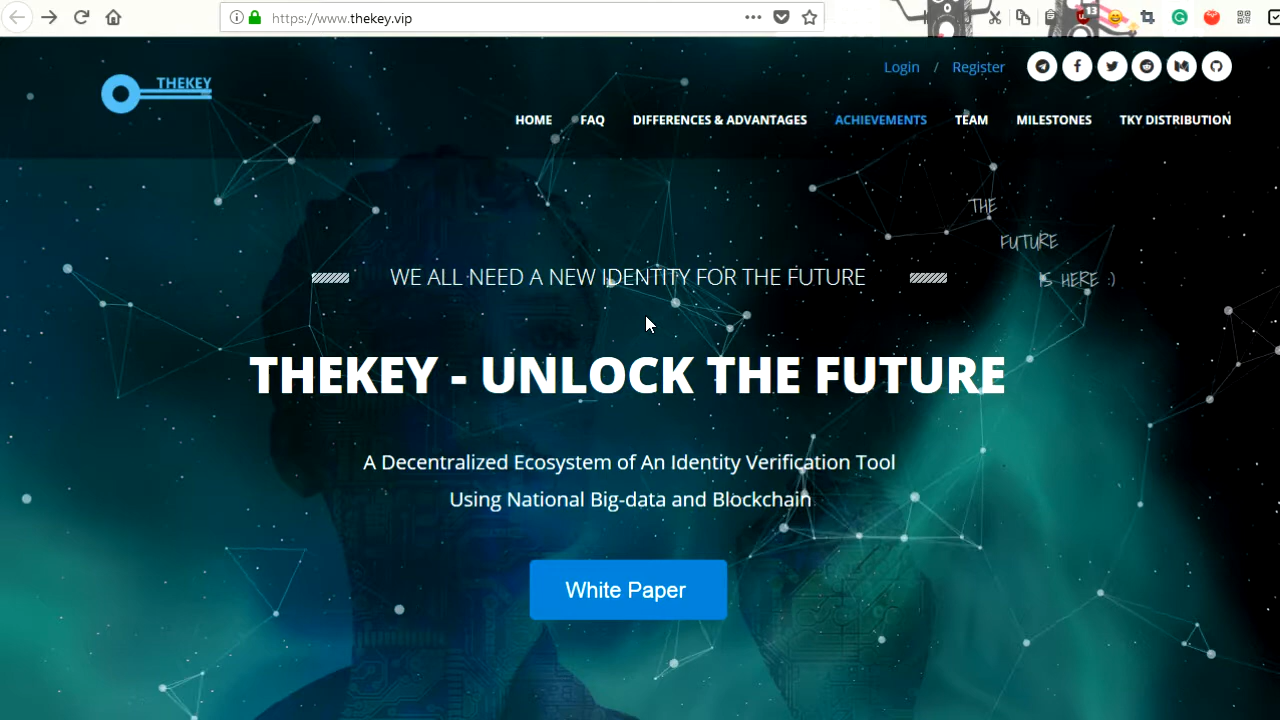 https://www.thekey.vip
13
THEKEY
Login / Register
HOME FAQ DIFFERENCES & ADVANTAGES ACHIEVEMENTS TEAM MILESTONES TKY DISTRIBUTION
THE
FUTURE
IS HERE :)
WE ALL NEED A NEW IDENTITY FOR THE FUTURE
THEKEY - UNLOCK THE FUTURE
A Decentralized Ecosystem of An Identity Verification Tool
Using National Big-data and Blockchain
White Paper